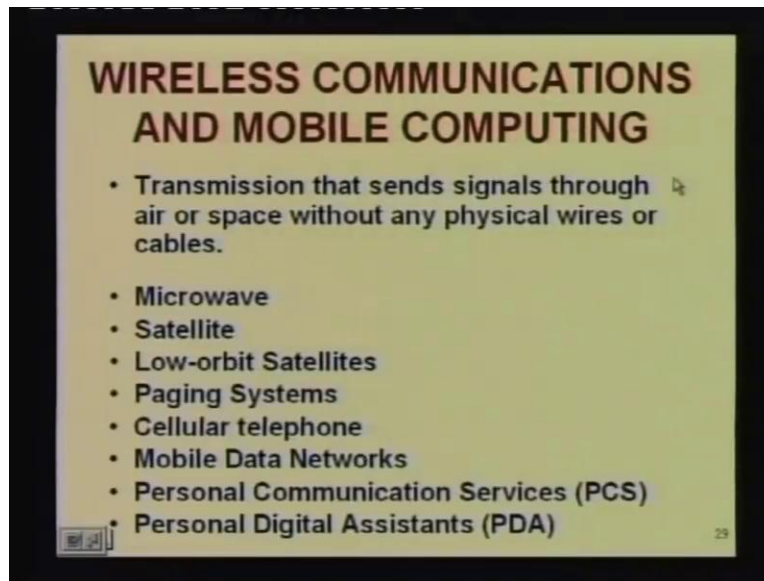 WIRELESS COMMUNICATIONS
AND MOBILE COMPUTING
• Transmission that sends signals through
air or space without any physical wires or
cables.
• Microwave
• Satellite
• Low-orbit Satellites
• Paging Systems
• Cellular telephone
• Mobile Data Networks
• Personal Communication Services (PCS)
• Personal Digital Assistants (PDA)
29